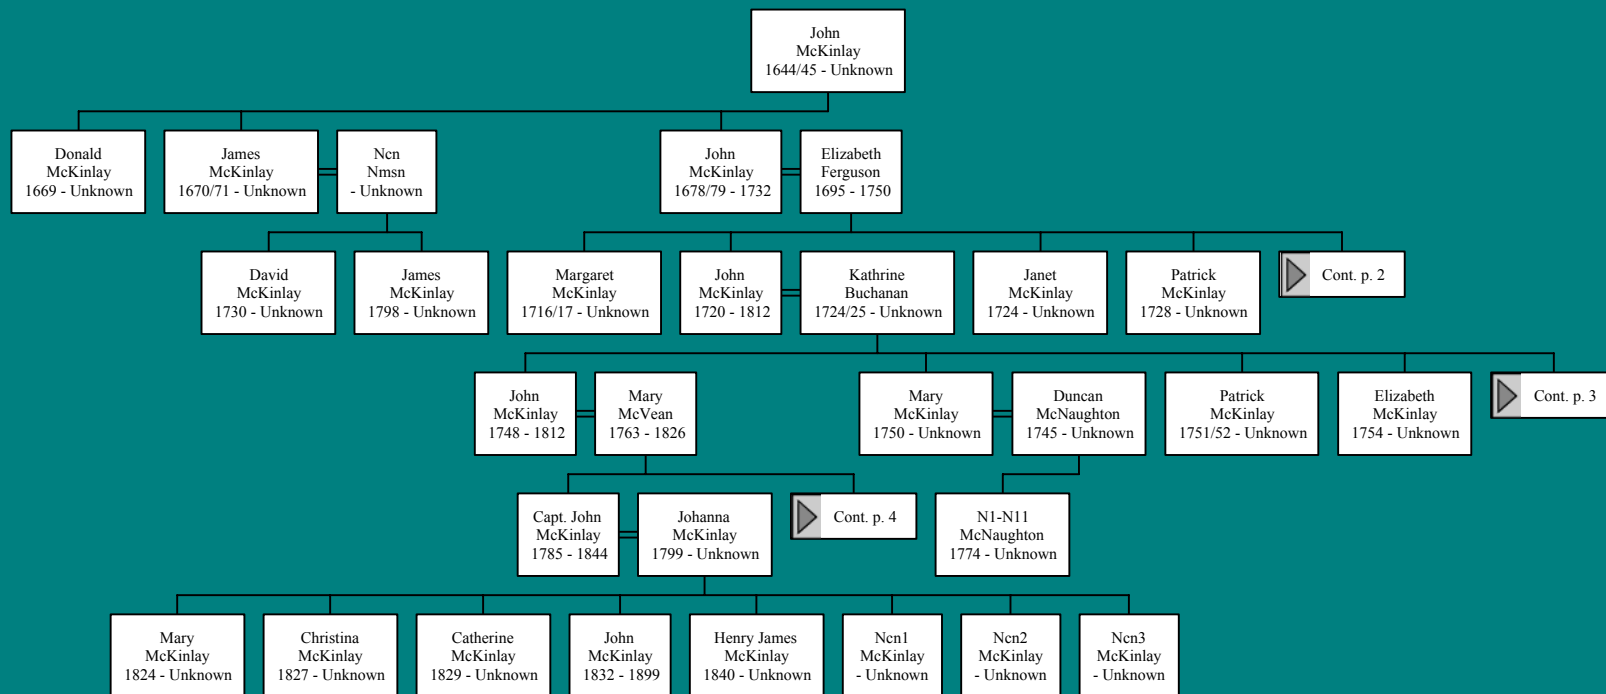 John
McKinlay
1644/45 - Unknown
Donald
McKinlay
1669 - Unknown
James
McKinlay
1670/71 - Unknown
Ncn
Nmsn
- Unknown
John
McKinlay
1678/79 - 1732
Elizabeth
Ferguson
1695 - 1750
David
McKinlay
1730 - Unknown
James
McKinlay
1798 - Unknown
Margaret
McKinlay
1716/17 - Unknown
John
McKinlay
1720 - 1812
Kathrine
Buchanan
1724/25 - Unknown
Janet
McKinlay
1724 - Unknown
Patrick
McKinlay
1728 - Unknown
Cont. p. 2
John
McKinlay
1748 - 1812
Mary
McVean
1763 - 1826
Mary
McKinlay
1750 - Unknown
Duncan
McNaughton
1745 - Unknown
Patrick
McKinlay
1751/52 - Unknown
Elizabeth
McKinlay
1754 - Unknown
Cont. p. 3
Capt. John
McKinlay
1785 - 1844
Johanna
McKinlay
1799 - Unknown
Cont. p. 4
N1-N11
McNaughton
1774 - Unknown
Mary
McKinlay
1824 - Unknown
Christina
McKinlay
1827 - Unknown
Catherine
McKinlay
1829 - Unknown
John
McKinlay
1832 - 1899
Henry James
McKinlay
1840 - Unknown
Ncn1
McKinlay
- Unknown
Ncn2
McKinlay
- Unknown
Ncn3
McKinlay
- Unknown